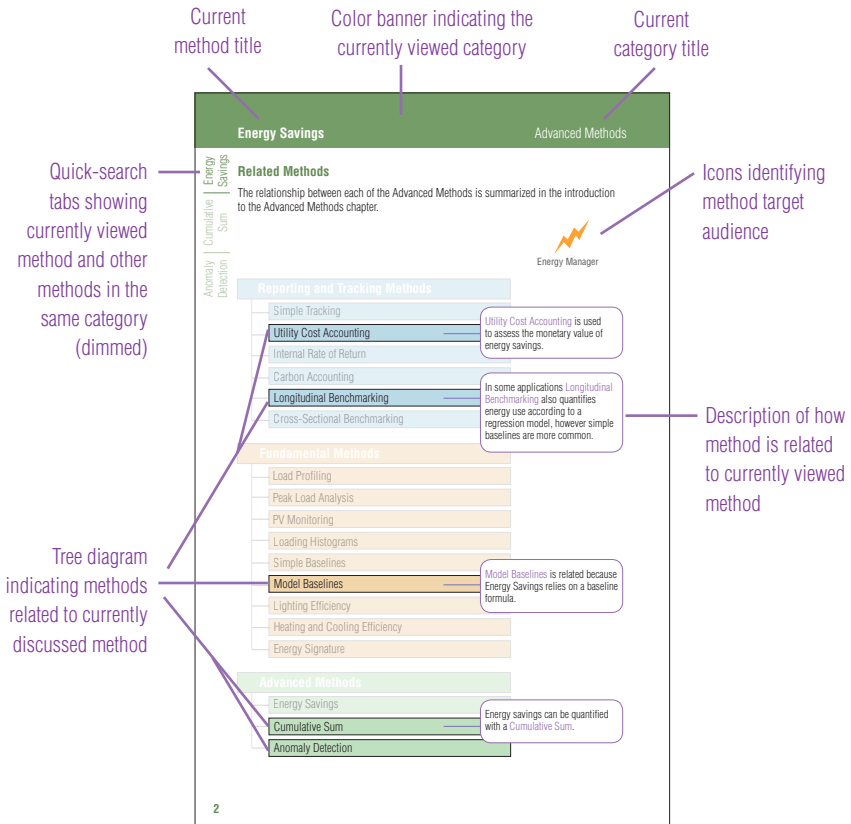 Current
method title
Color banner indicating the
currently viewed category
Current
category title
Energy Savings
Advanced Methods
Quick-search
tabs showing
currently viewed
method and other
methods in the
same category
(dimmed)
Energy
Savings
Cumulative
Sum
Anomaly
Detection
Related Methods
The relationship between each of the Advanced Methods is summarized in the introduction
to the Advanced Methods chapter.
Energy Manager
Icons identifying
method target
audience
Reporting and Tracking Methods
Simple Tracking
Utility Cost Accounting
Internal Rate of Return
Carbon Accounting
Longitudinal Benchmarking
Cross-Sectional Benchmarking
Utility Cost Accounting is used
to assess the monetary value of
energy savings.
In some applications Longitudinal
Benchmarking also quantifies
energy use according to a
regression model, however simple
baselines are more common.
Description of how
method is related
to currently viewed
method
Fundamental Methods
Load Profiling
Peak Load Analysis
PV Monitoring
Loading Histograms
Simple Baselines
Model Baselines
Lighting Efficiency
Heating and Cooling Efficiency
Energy Signature
Model Baselines is related because
Energy Savings relies on a baseline
formula.
Tree diagram
indicating methods
related to currently
discussed method
Advanced Methods
Energy Savings
Cumulative Sum
Anomaly Detection
Energy savings can be quantified
with a Cumulative Sum.
2